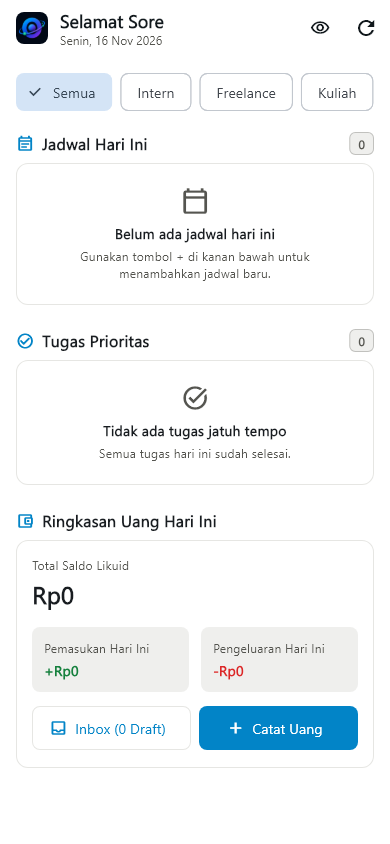 Selamat Sore
Senin, 16 Nov 2026
Semua
Intern
Freelance
Kuliah
Jadwal Hari Ini
0
Belum ada jadwal hari ini
Gunakan tombol + di kanan bawah untuk
menambahkan jadwal baru.
Tugas Prioritas
0
Tidak ada tugas jatuh tempo
Semua tugas hari ini sudah selesai.
Ringkasan Uang Hari Ini
Total Saldo Likuid
Rp0
Pemasukan Hari Ini
+Rp0
Pengeluaran Hari Ini
-Rp0
Inbox (0 Draft)
+ Catat Uang